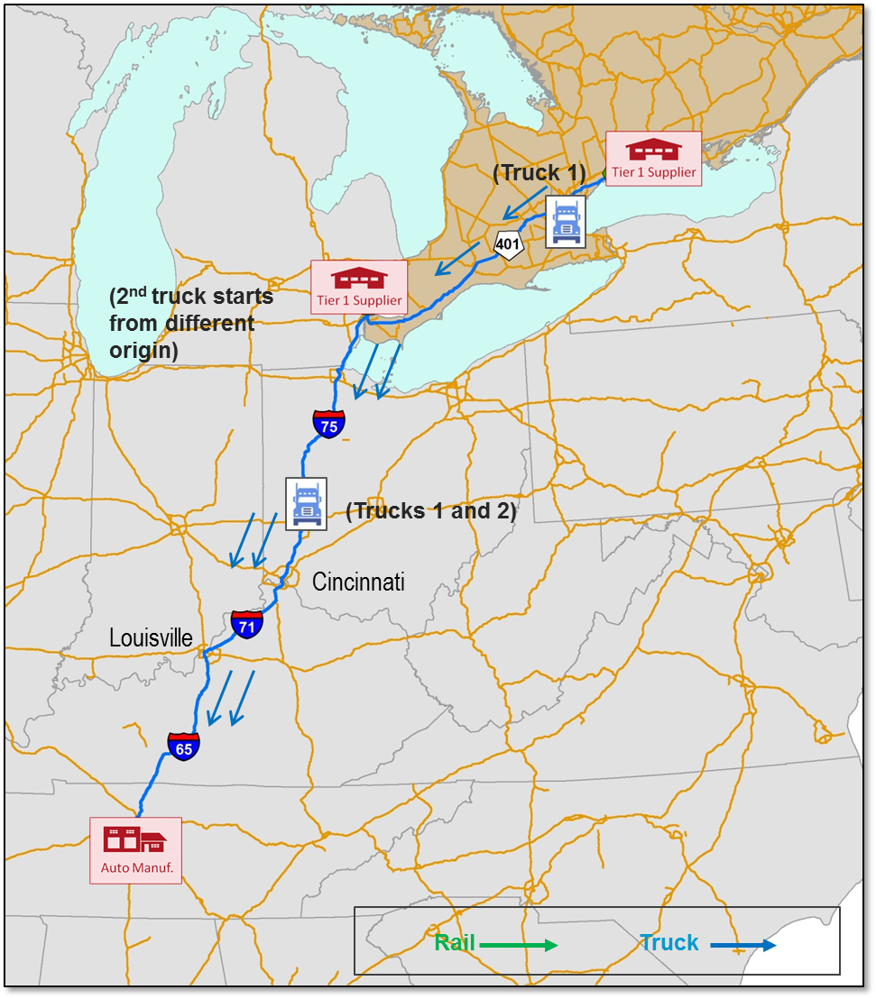 Tier 1 Supplier
(Truck 1)
401
Tier 1 Supplier
(2nd truck starts
from different
origin)
75
(Trucks 1 and 2)
Cincinnati
71
Louisville
65
Auto Manuf.
Rail
Truck